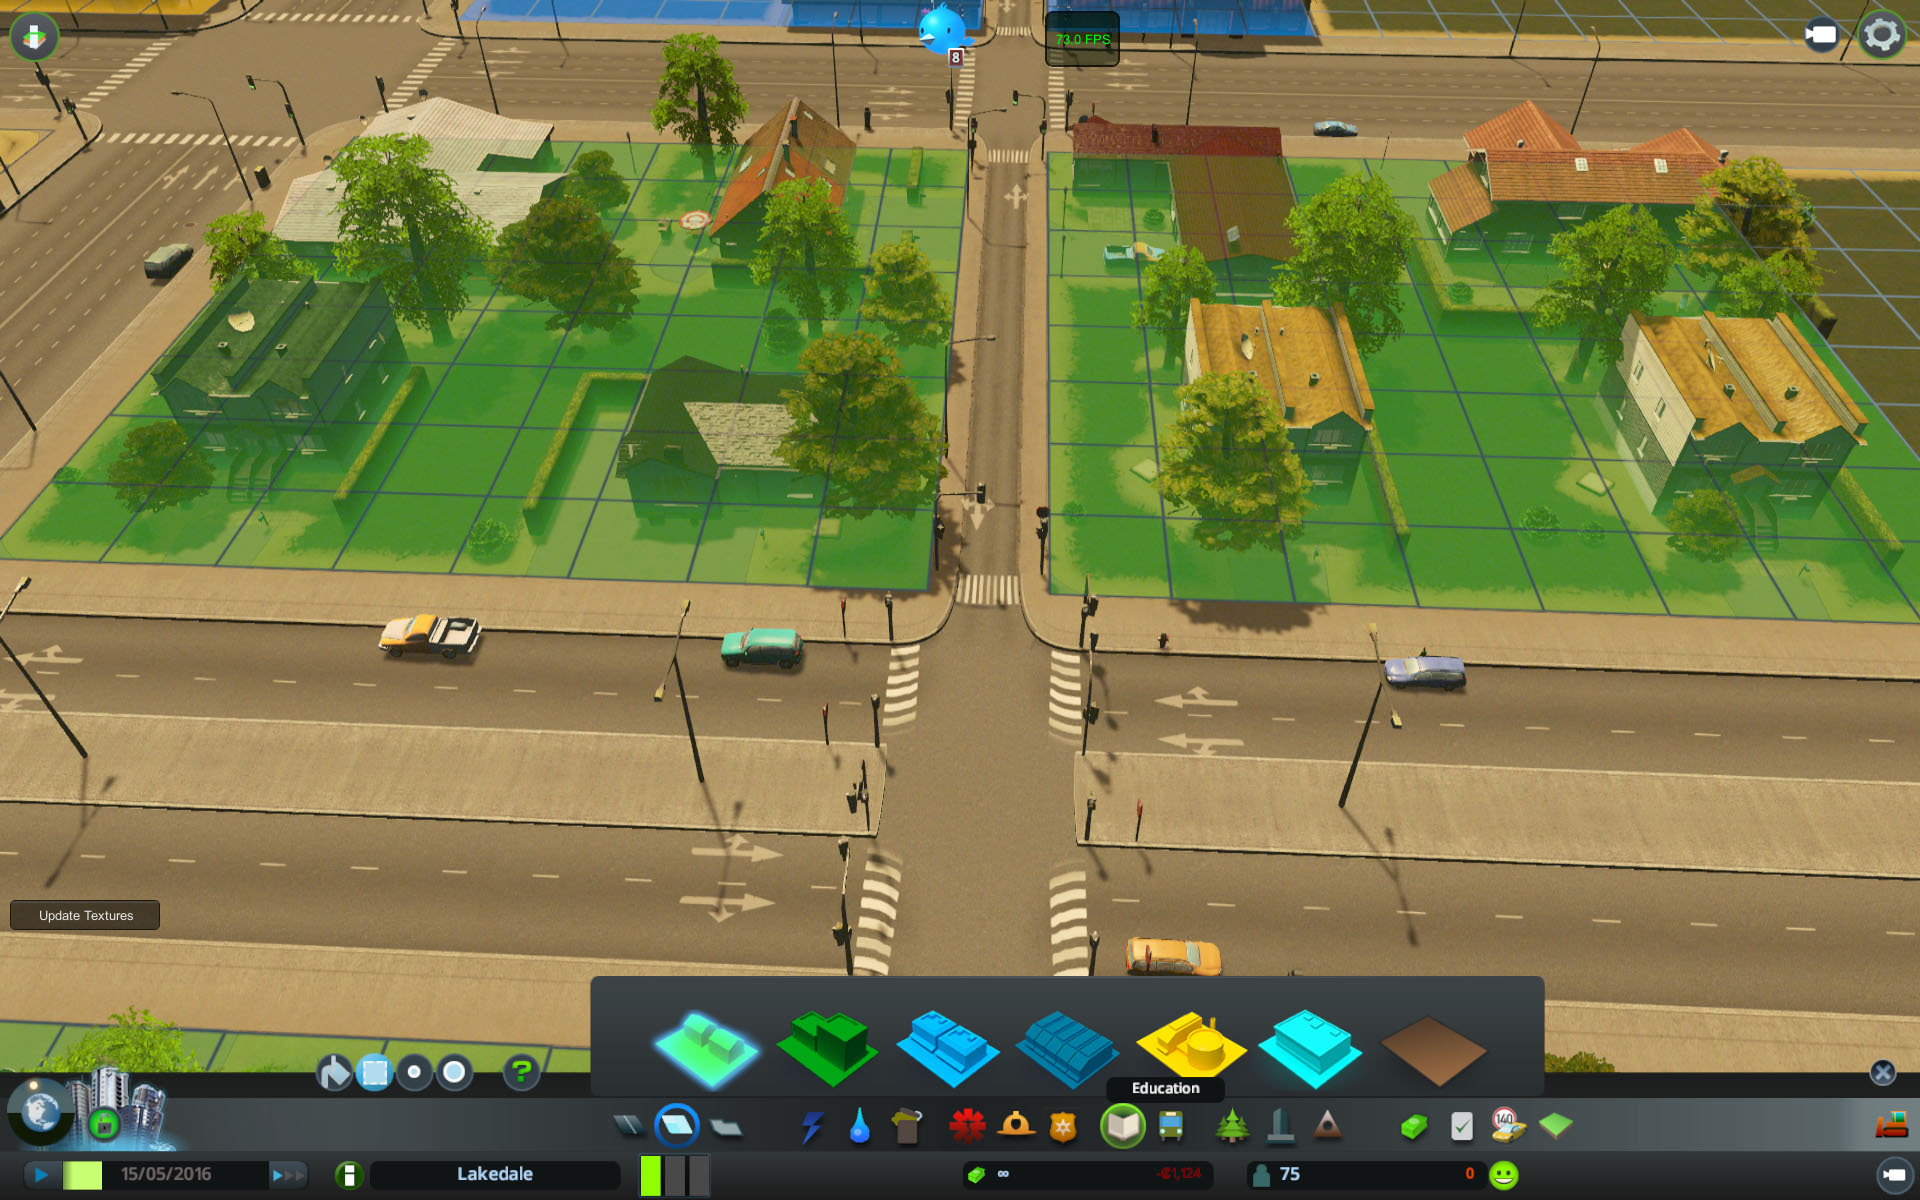 8
73.0 FPS
Update Textures
?
Education
140
15/05/2016
Lakedale
∞
-₡1,124
75
0